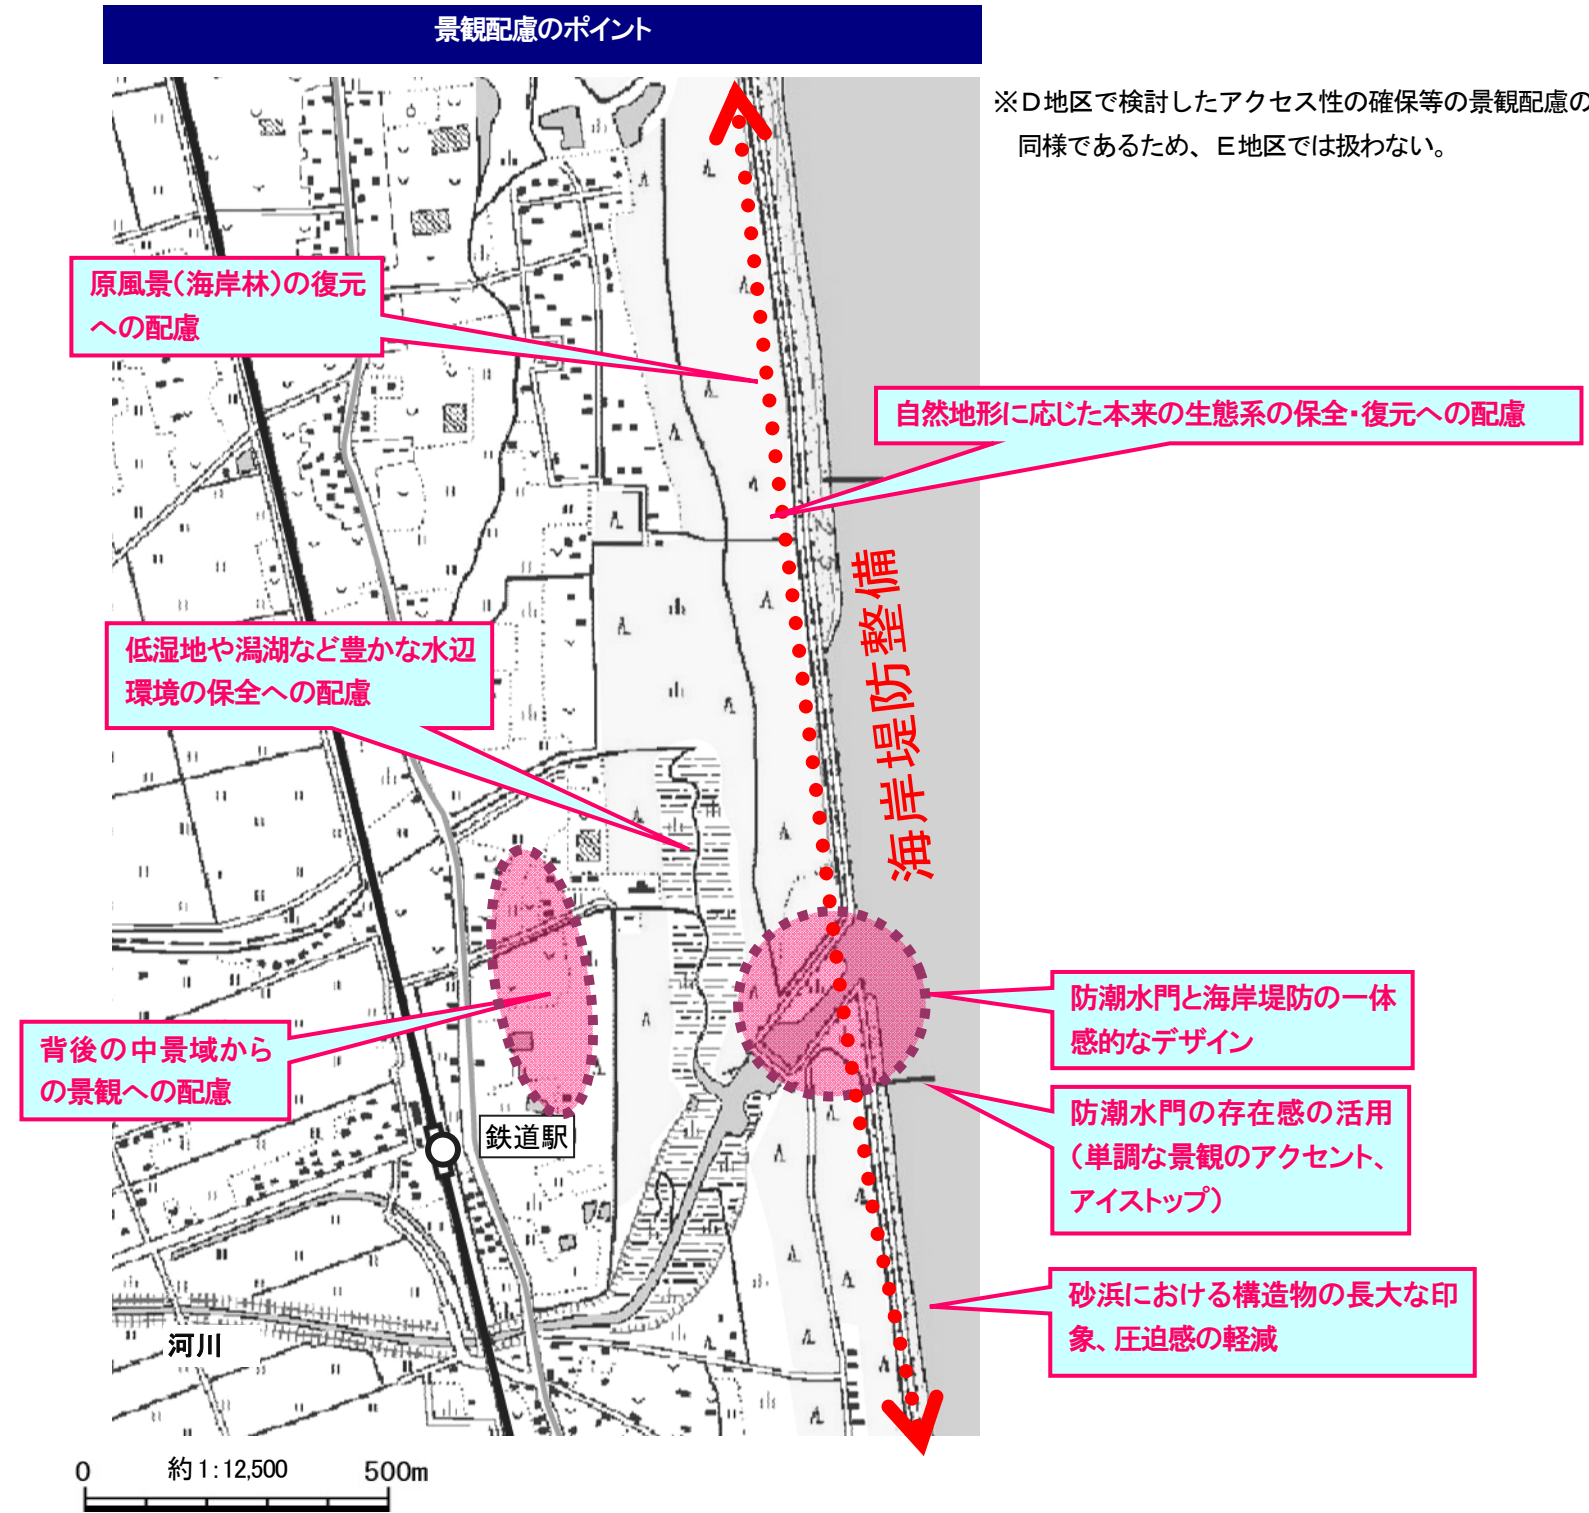 景観配慮のポイント
※Ｄ地区で検討したアクセス性の確保等の景観配慮の
同様であるため、Ｅ地区では扱わない。
原風景（海岸林）の復元
への配慮
自然地形に応じた本来の生態系の保全・復元への配慮
海岸堤防整備
低湿地や潟湖など豊かな水辺
環境の保全への配慮
防潮水門と海岸堤防の一体
感的なデザイン
背後の中景域から
の景観への配慮
防潮水門の存在感の活用
（単調な景観のアクセント、
アイストップ）
鉄道駅
砂浜における構造物の長大な印
象、圧迫感の軽減
河川
0 約1：12,500 500m